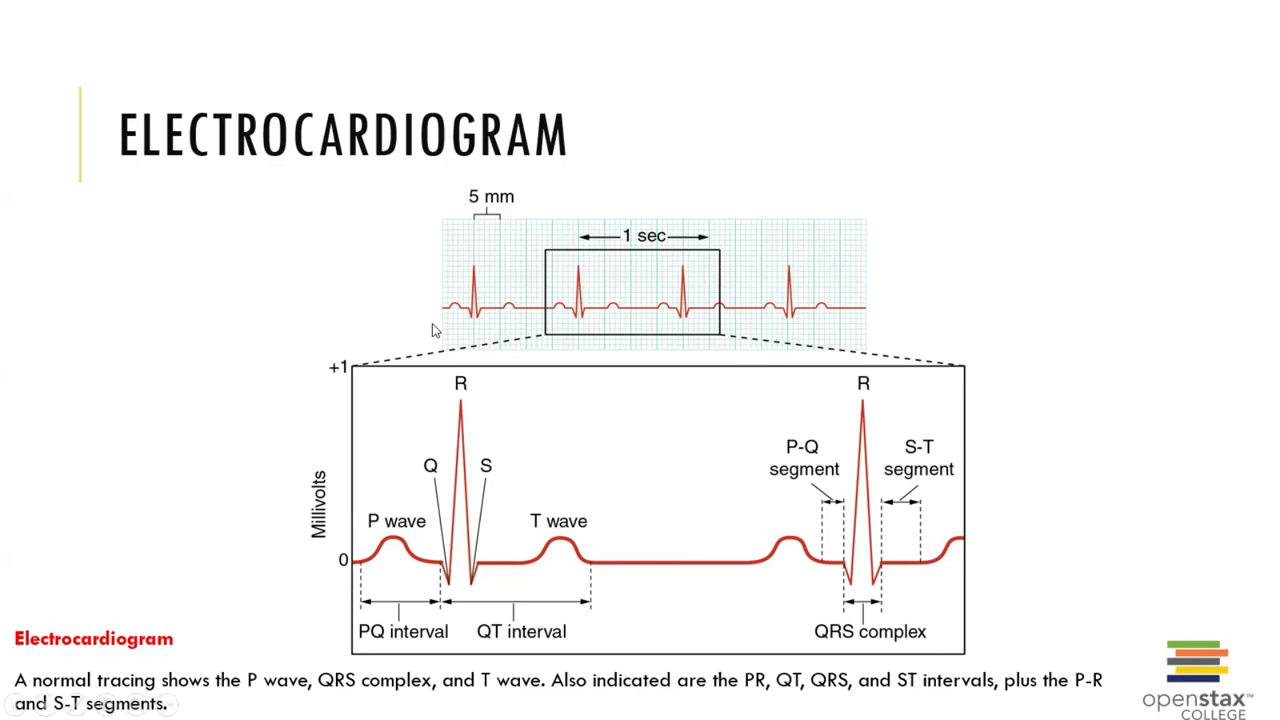 ELECTROCARDIOGRAM
5 mm
1 sec
+1
R
R
P-Q
segment
S-T
segment
Q
S
Millivolts
P wave
T wave
0
PQ interval
QT interval
QRS complex
Electrocardiogram
A normal tracing shows the P wave, QRS complex, and T wave. Also indicated are the PR, QT, QRS, and ST intervals, plus the P-R
and S-T segments.
openstax™
COLLEGE